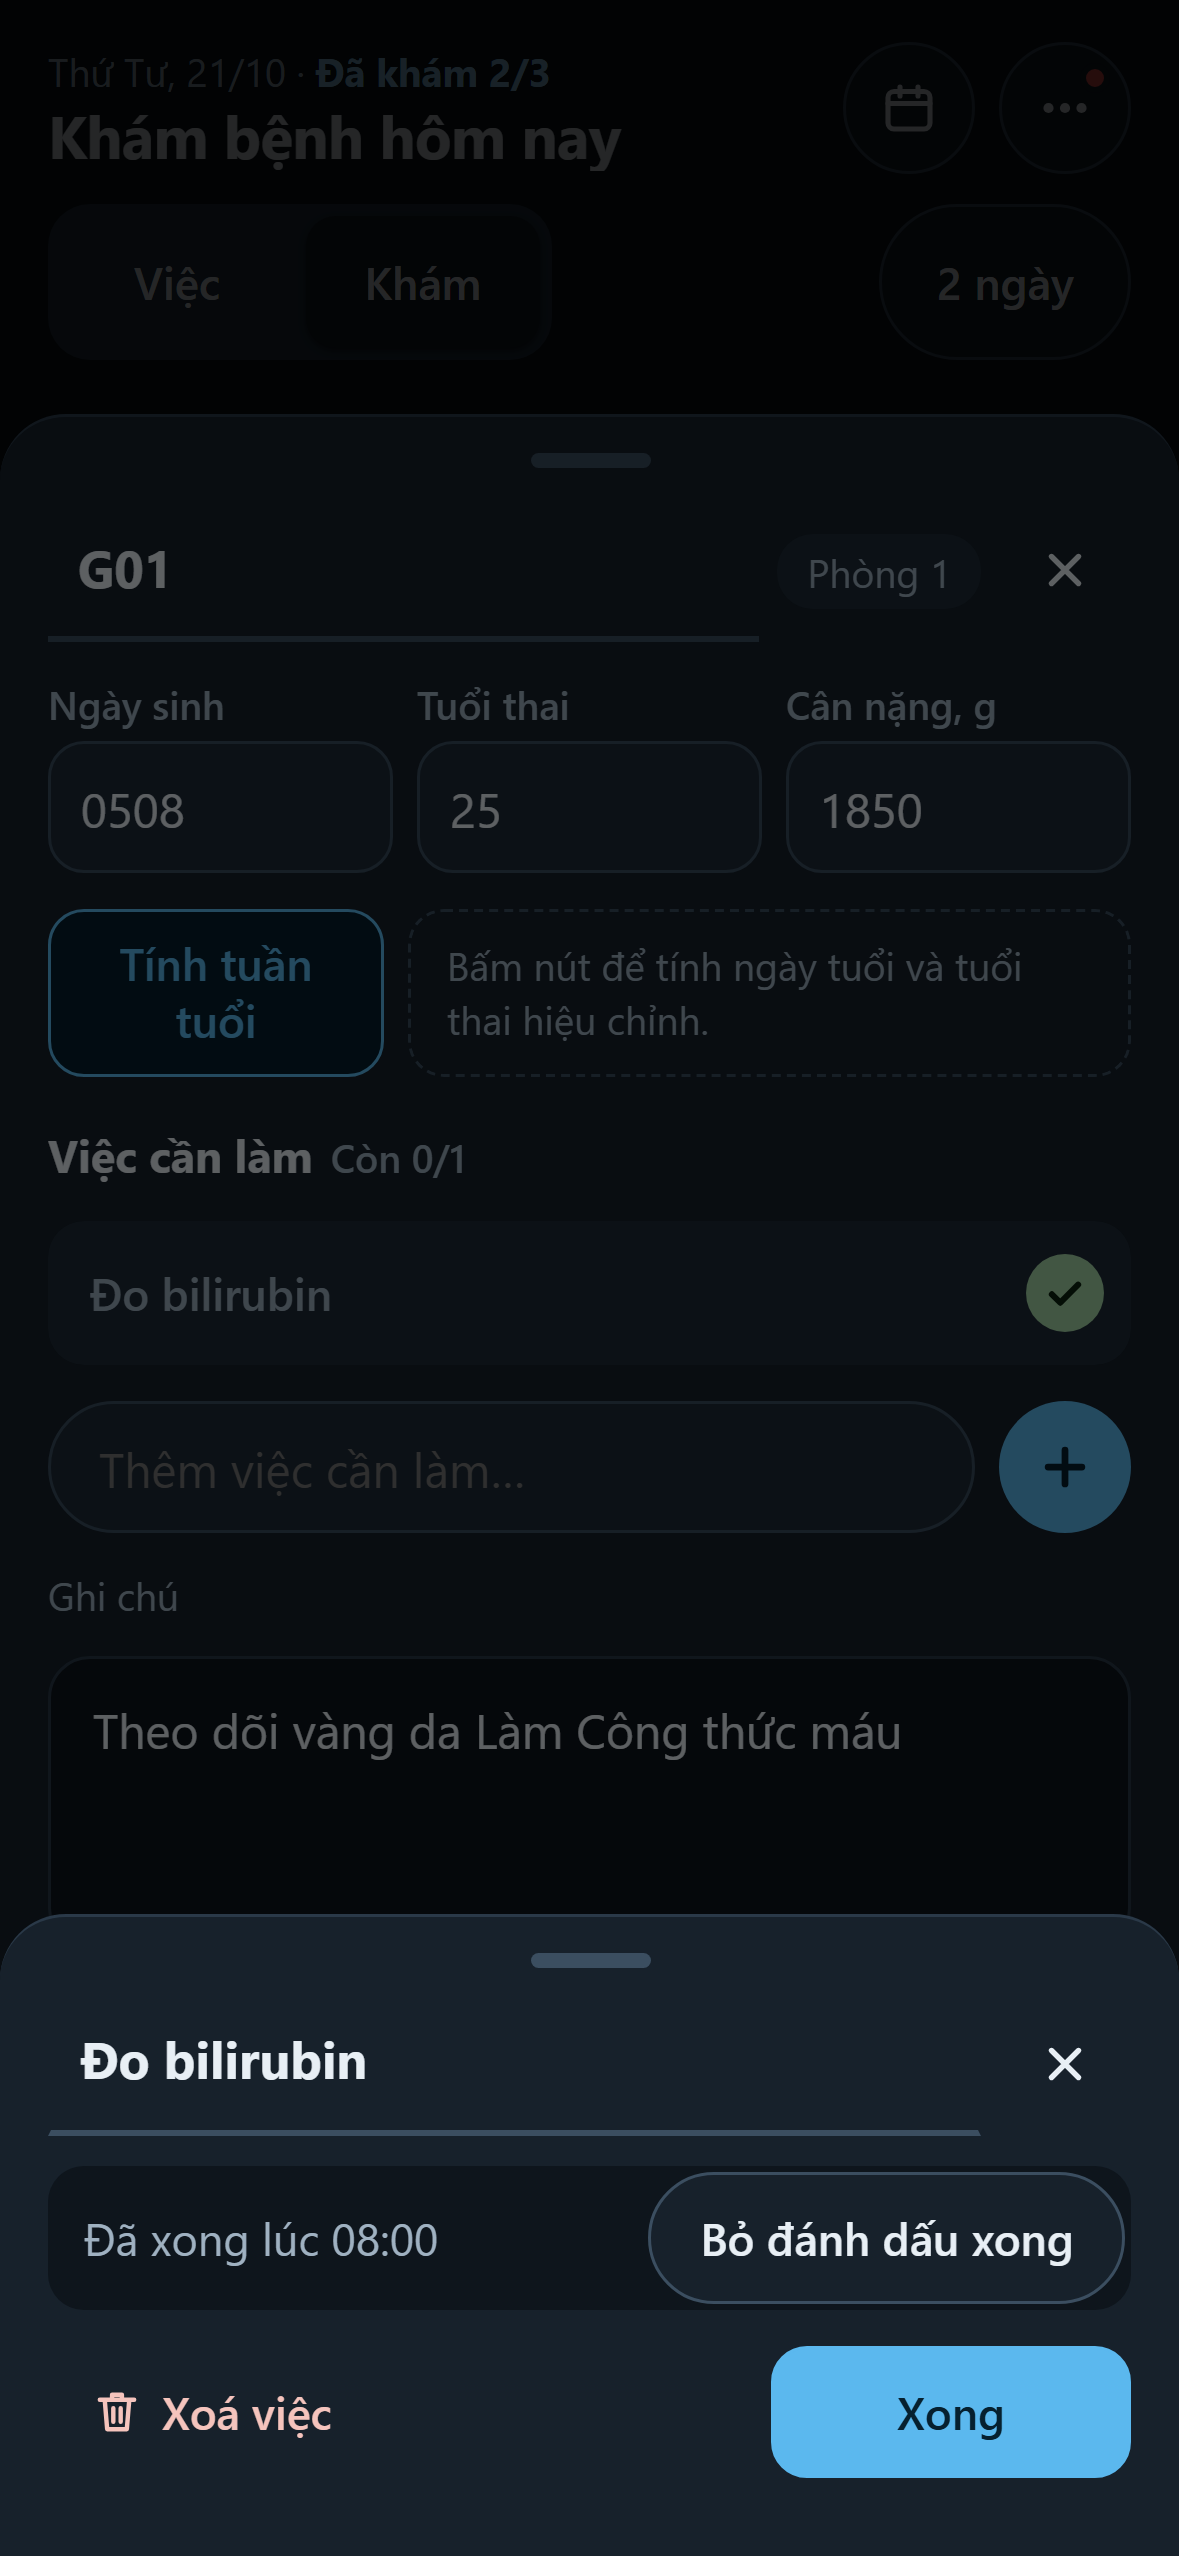 Thứ Tư, 21/10 · Đã khám 2/3
Khám bệnh hôm nay
Việc
Khám
2 ngày
G01
Phòng 1
Ngày sinh
Tuổi thai
Cân nặng, g
0508
25
1850
Tính tuần
tuổi
Bấm nút để tính ngày tuổi và tuổi
thai hiệu chỉnh.
Việc cần làm Còn 0/1
Đo bilirubin
Thêm việc cần làm...
Ghi chú
Theo dõi vàng da Làm Công thức máu
Đo bilirubin
Đã xong lúc 08:00
Bỏ đánh dấu xong
Xoá việc
Xong